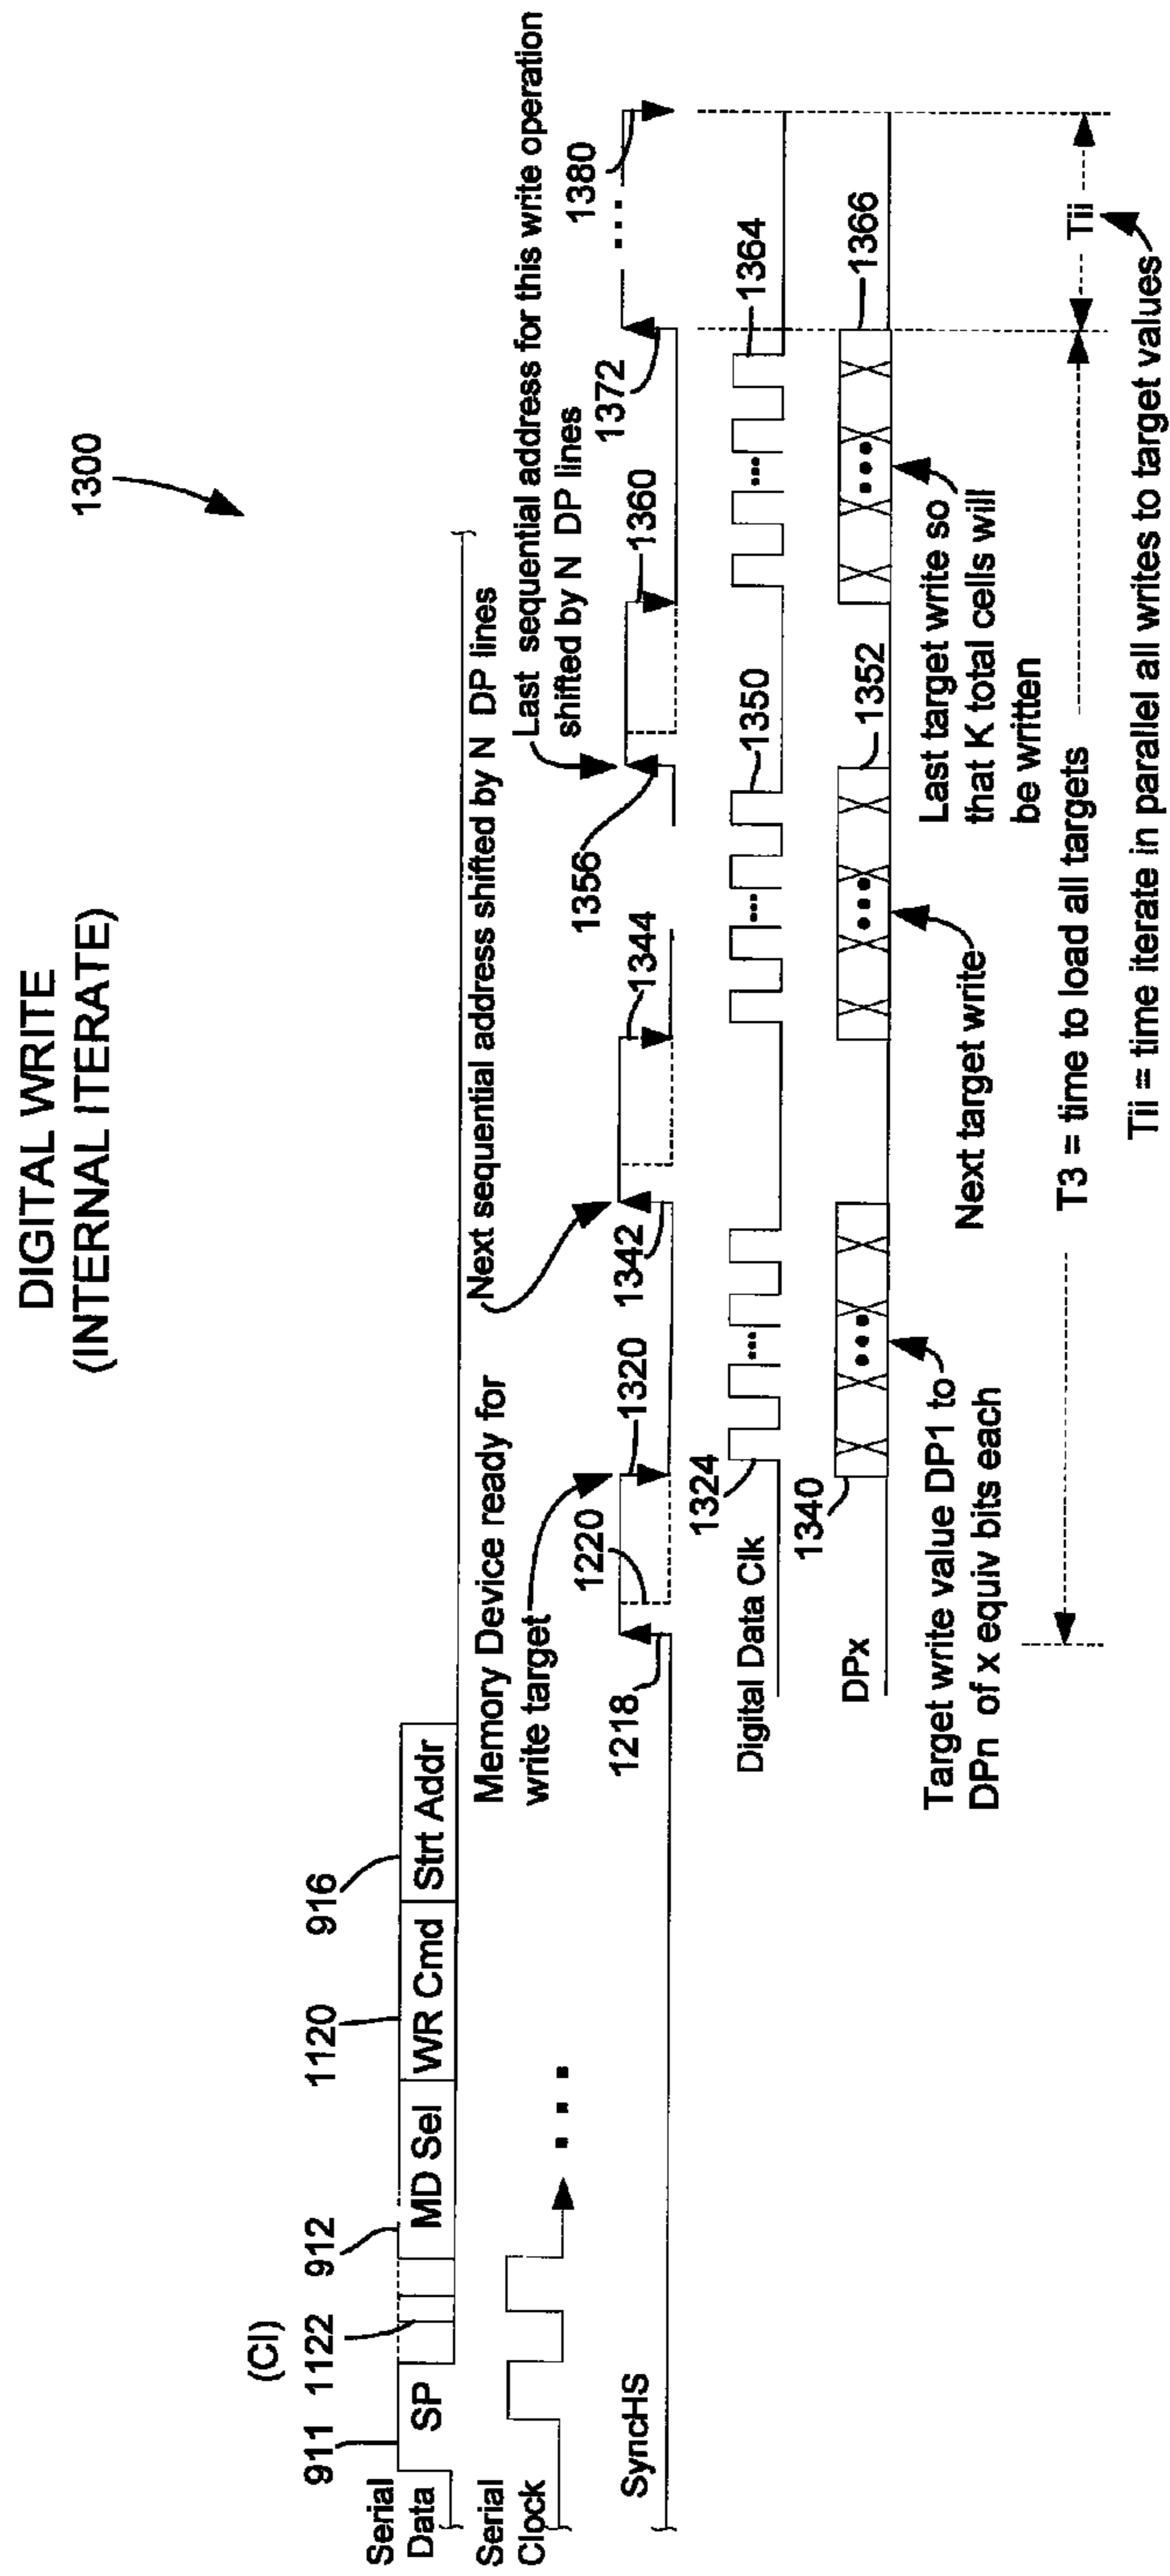 DIGITAL WRITE
(INTERNAL ITERATE)
1300
(CI)
911
1122
912
1120
916
Serial
Data
SP
MD Sel
WR Cmd
Strt Addr
Serial
Clock
Memory Device ready for
write target
Next sequential address shifted by N DP lines
Last sequential address for this write operation
shifted by N DP lines
SyncHS
1218
1220
1320
1342
1344
1356
1360
1372
1380
Digital Data Clk
1324
1350
1364
DPx
1340
1352
1366
Target write value DP1 to
DPn of x equiv bits each
Next target write
Last target write so
that K total cells will
be written
T3 = time to load all targets
Tii
Tii = time iterate in parallel all writes to target values